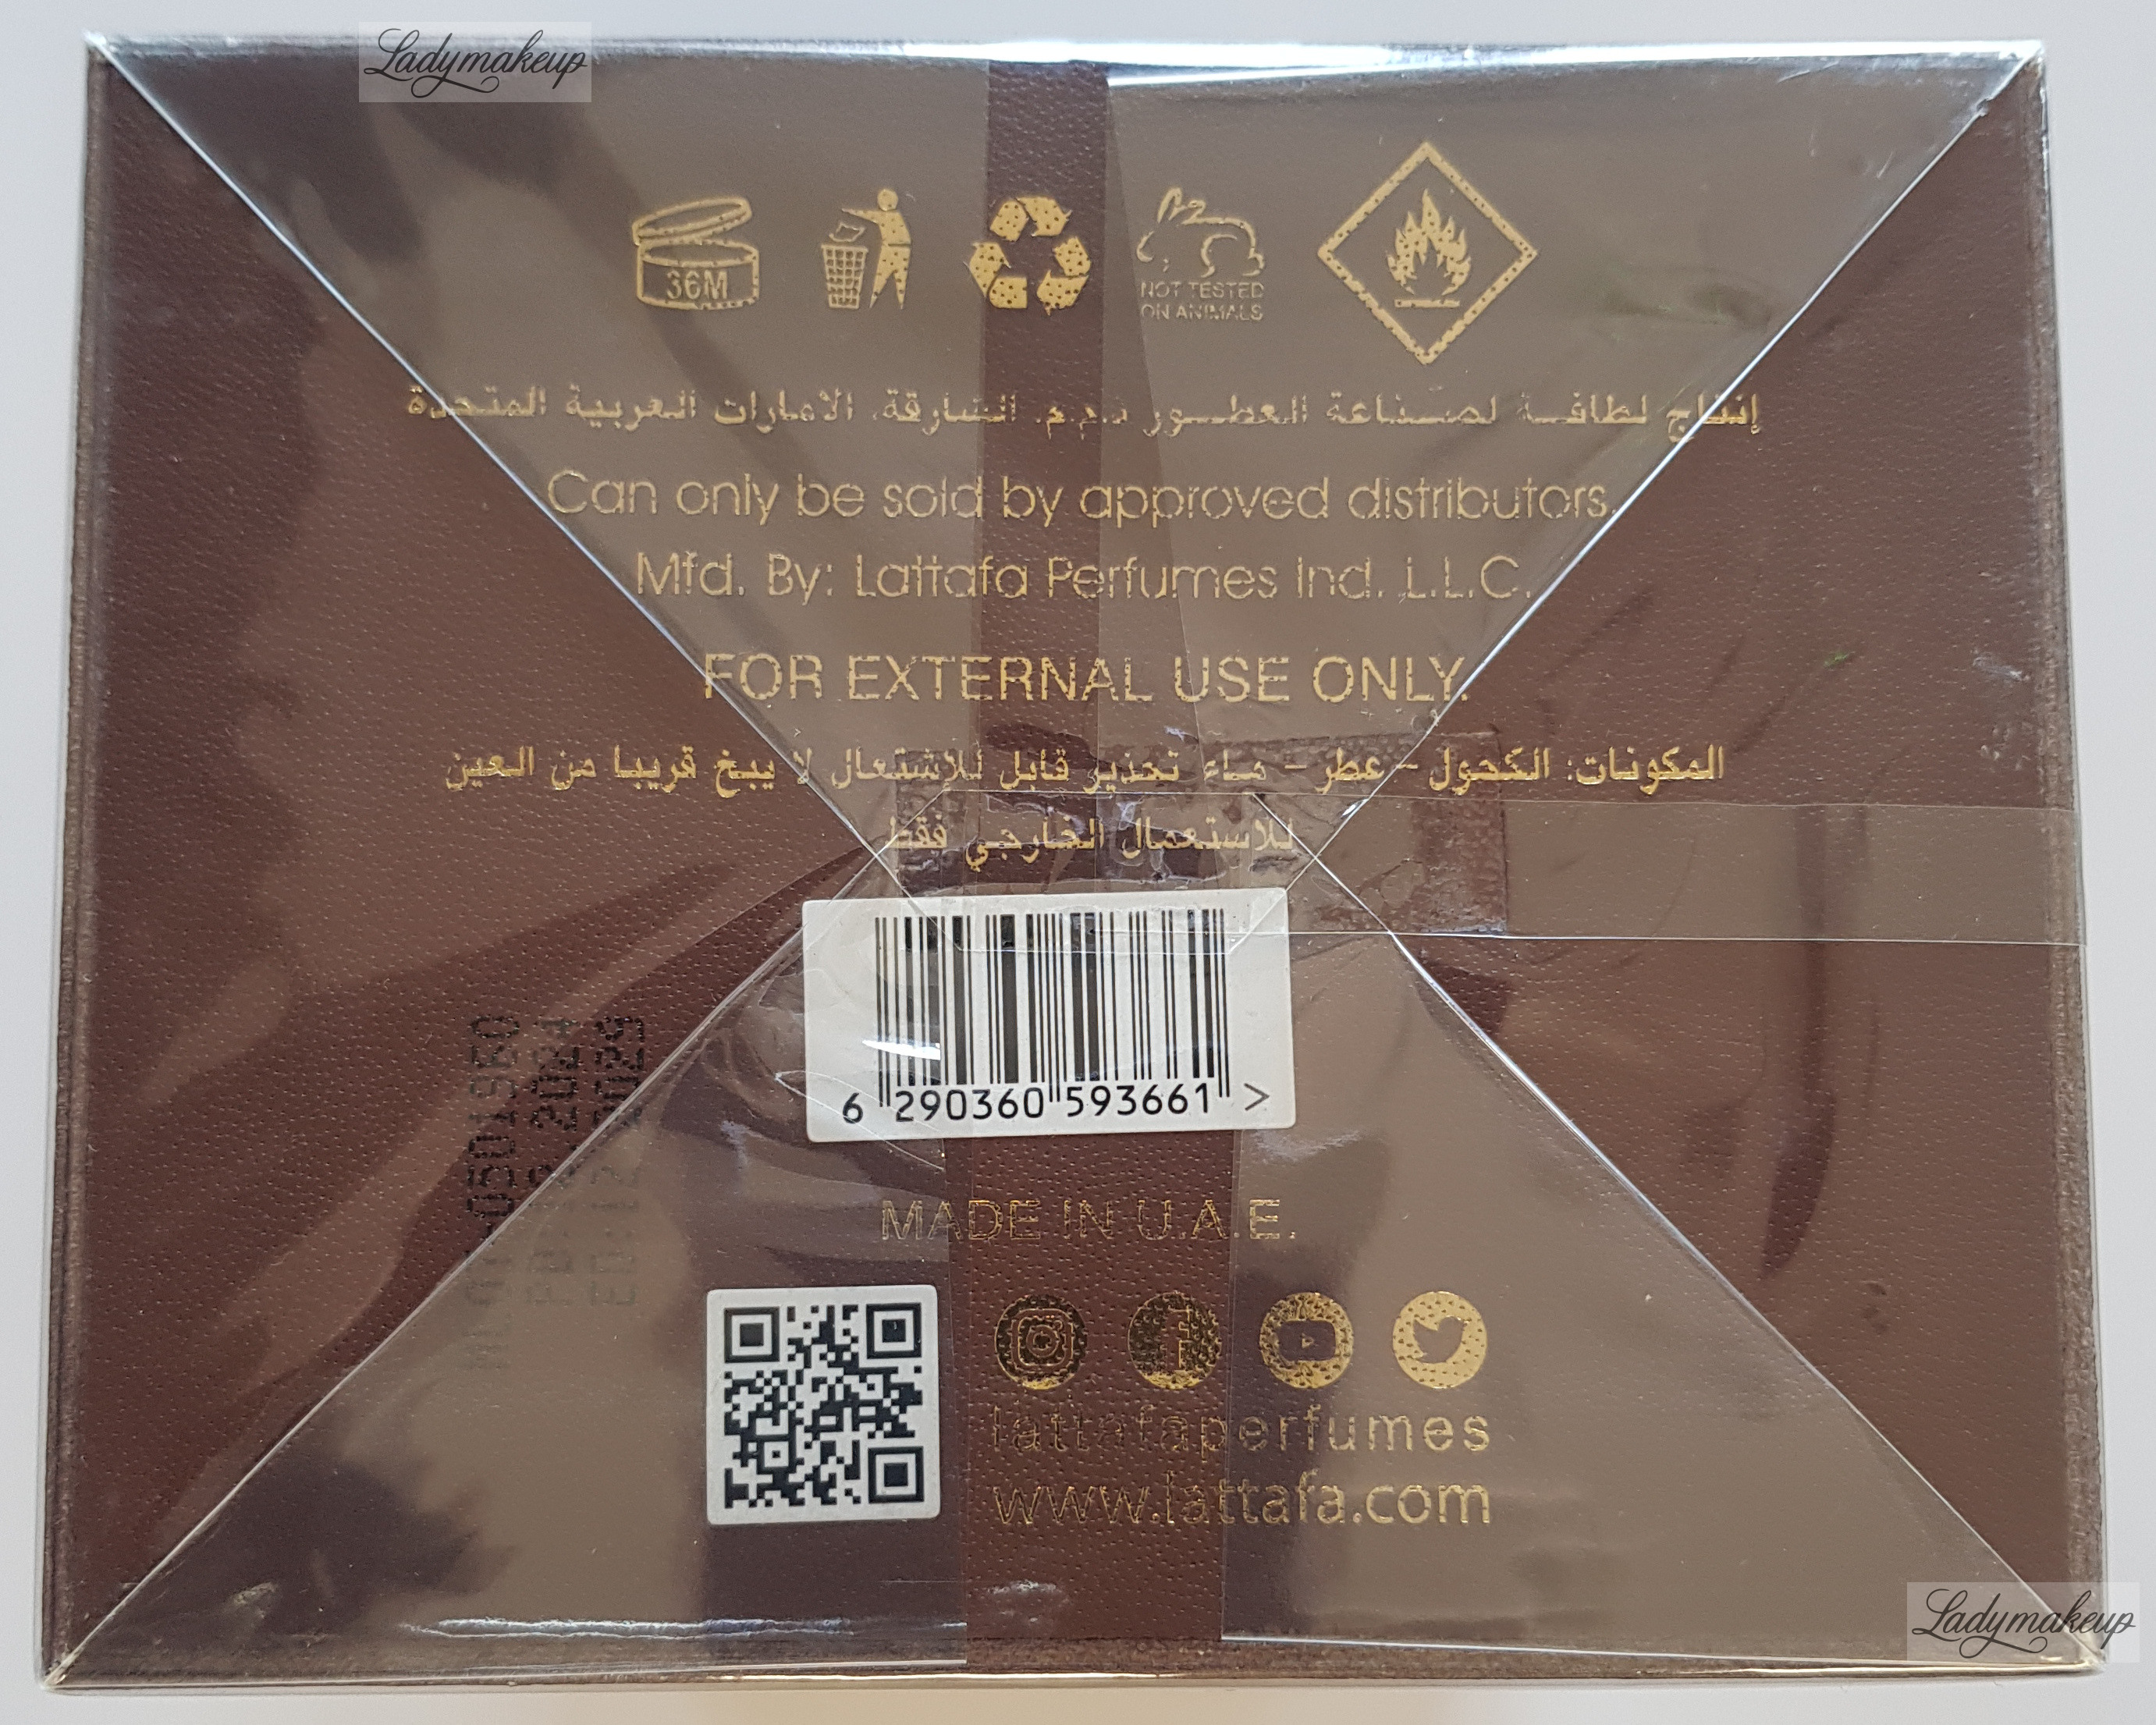 Ladymakeup
36M
NOT TESTED
ON ANIMALS
إنتاج لطافة لصناعة العطور ذ.م.م. الشارقة، الامارات العربية المتحدة
Can only be sold by approved distributors.
Mfd. By: Lattafa Perfumes Ind. L.L.C.
FOR EXTERNAL USE ONLY.
المكونات: الكحول - عطر - ماء تحذير قابل للإشتعال لا يبخ قريبا من العين
للاستعمال الخارجي فقط
6 290360 593661 >
MADE IN U.A.E.
lattafaperfumes
www.lattafa.com
Ladymakeup